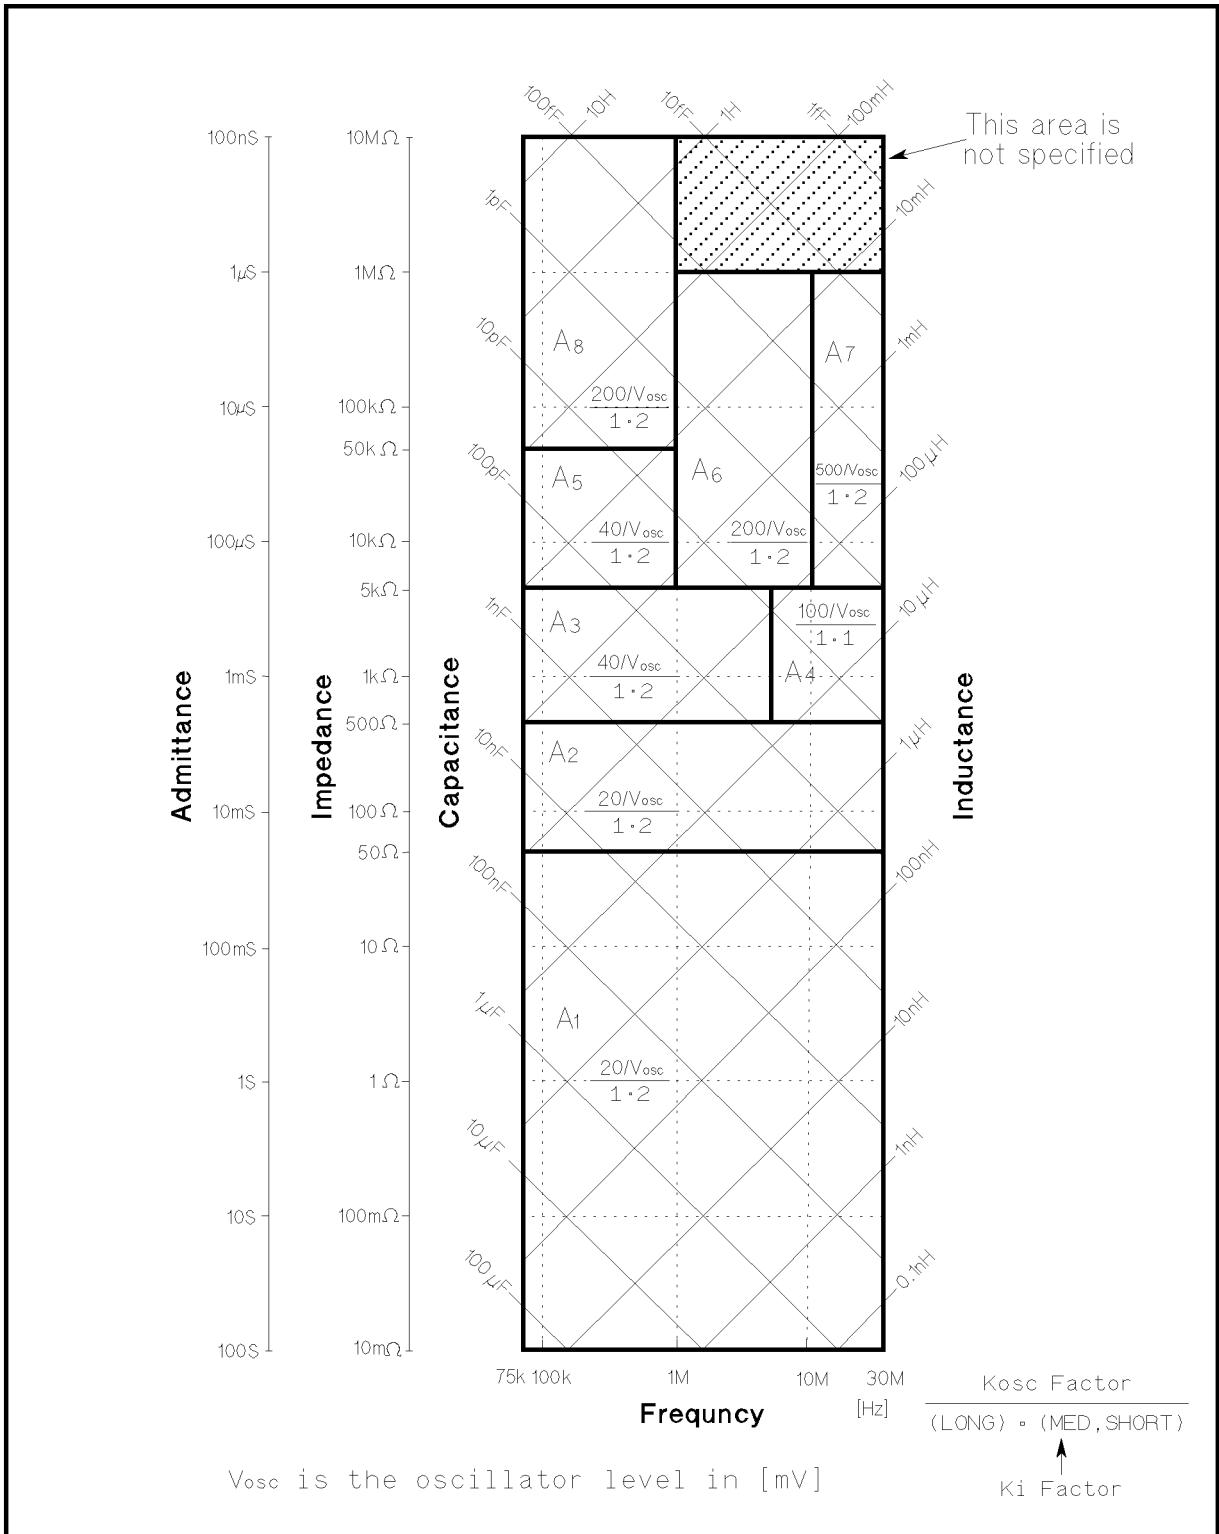 100fF 10H 10fF 1H 1fF 100mH
This area is
not specified
100nS 10MΩ
1pF 10mH
1µS 1MΩ
10pF A8 A7 1mH
200/Vosc
10µS 100kΩ 1·2
50kΩ
100pF A5 A6 500/Vosc 100µH
1·2
40/Vosc 200/Vosc
100µS 10kΩ 1·2 1·2
5kΩ 10µH
1nF A3 100/Vosc
1·1
40/Vosc A4
1mS 1kΩ 1·2
500Ω
Admittance Impedance Capacitance Inductance
10nF A2 1µH
20/Vosc
10mS 100Ω 1·2
50Ω
100nF 100nH
100mS 10Ω
1µF A1 10nH
20/Vosc
1S 1Ω 1·2
10µF 1nH
10S 100mΩ
100µF 0.1nH
100S 10mΩ
75k 100k 1M 10M 30M
Frequncy [Hz]
Kosc Factor
(LONG) ▫ (MED,SHORT)
Vosc is the oscillator level in [mV]
Ki Factor